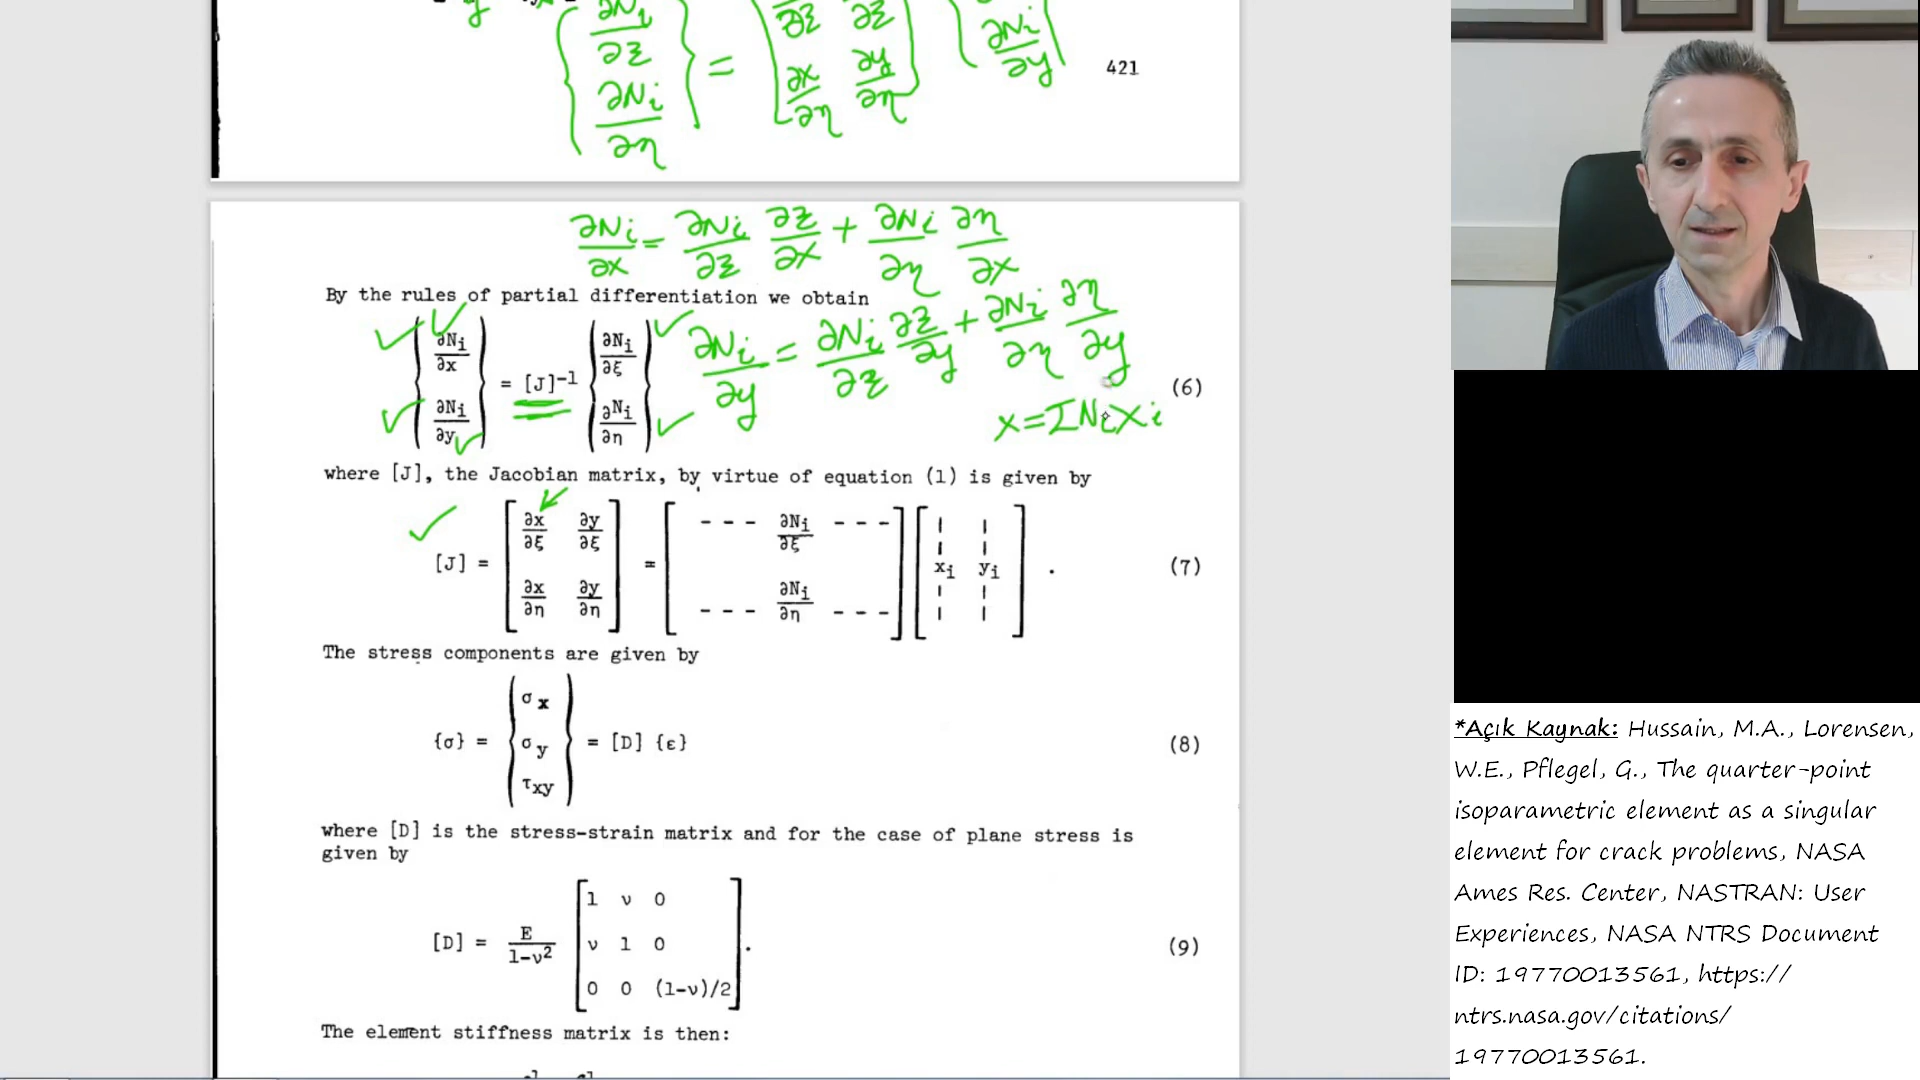 ∂N₁/∂ξ
∂Nᵢ/∂η
=
∂ξ ∂ξ
∂x/∂η ∂y/∂η
∂Nᵢ/∂y
421
∂Nᵢ/∂x = ∂Nᵢ/∂ξ ∂ξ/∂x + ∂Nᵢ/∂η ∂η/∂x
By the rules of partial differentiation we obtain
{∂Nᵢ/∂x ∂Nᵢ/∂y} = [J]⁻¹ {∂Nᵢ/∂ξ ∂Nᵢ/∂η} (6)
∂Nᵢ/∂y = ∂Nᵢ/∂ξ ∂ξ/∂y + ∂Nᵢ/∂η ∂η/∂y
x=ΣNᵢxᵢ
where [J], the Jacobian matrix, by virtue of equation (1) is given by
[J] = [∂x/∂ξ ∂y/∂ξ ∂x/∂η ∂y/∂η] = [- - - ∂Nᵢ/∂ξ - - - - - - ∂Nᵢ/∂η - - -] [xᵢ yᵢ] . (7)
The stress components are given by
{σ} = {σx σy τxy} = [D] {ε} (8)
where [D] is the stress-strain matrix and for the case of plane stress is
given by
[D] = E/1-ν² [1 ν 0
ν 1 0
0 0 (1-ν)/2] . (9)
The element stiffness matrix is then:
*Açık Kaynak: Hussain, M.A., Lorensen,
W.E., Pflegel, G., The quarter-point
isoparametric element as a singular
element for crack problems, NASA
Ames Res. Center, NASTRAN: User
Experiences, NASA NTRS Document
ID: 19770013561, https://
ntrs.nasa.gov/citations/
19770013561.